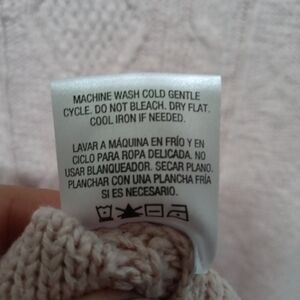 MACHINE WASH COLD GENTLE
CYCLE. DO NOT BLEACH. DRY FLAT.
COOL IRON IF NEEDED.
LAVAR A MÁQUINA EN FRÍO Y EN
CICLO PARA ROPA DELICADA. NO
USAR BLANQUEADOR. SECAR PLANO.
PLANCHAR CON UNA PLANCHA FRÍA
SI ES NECESARIO.